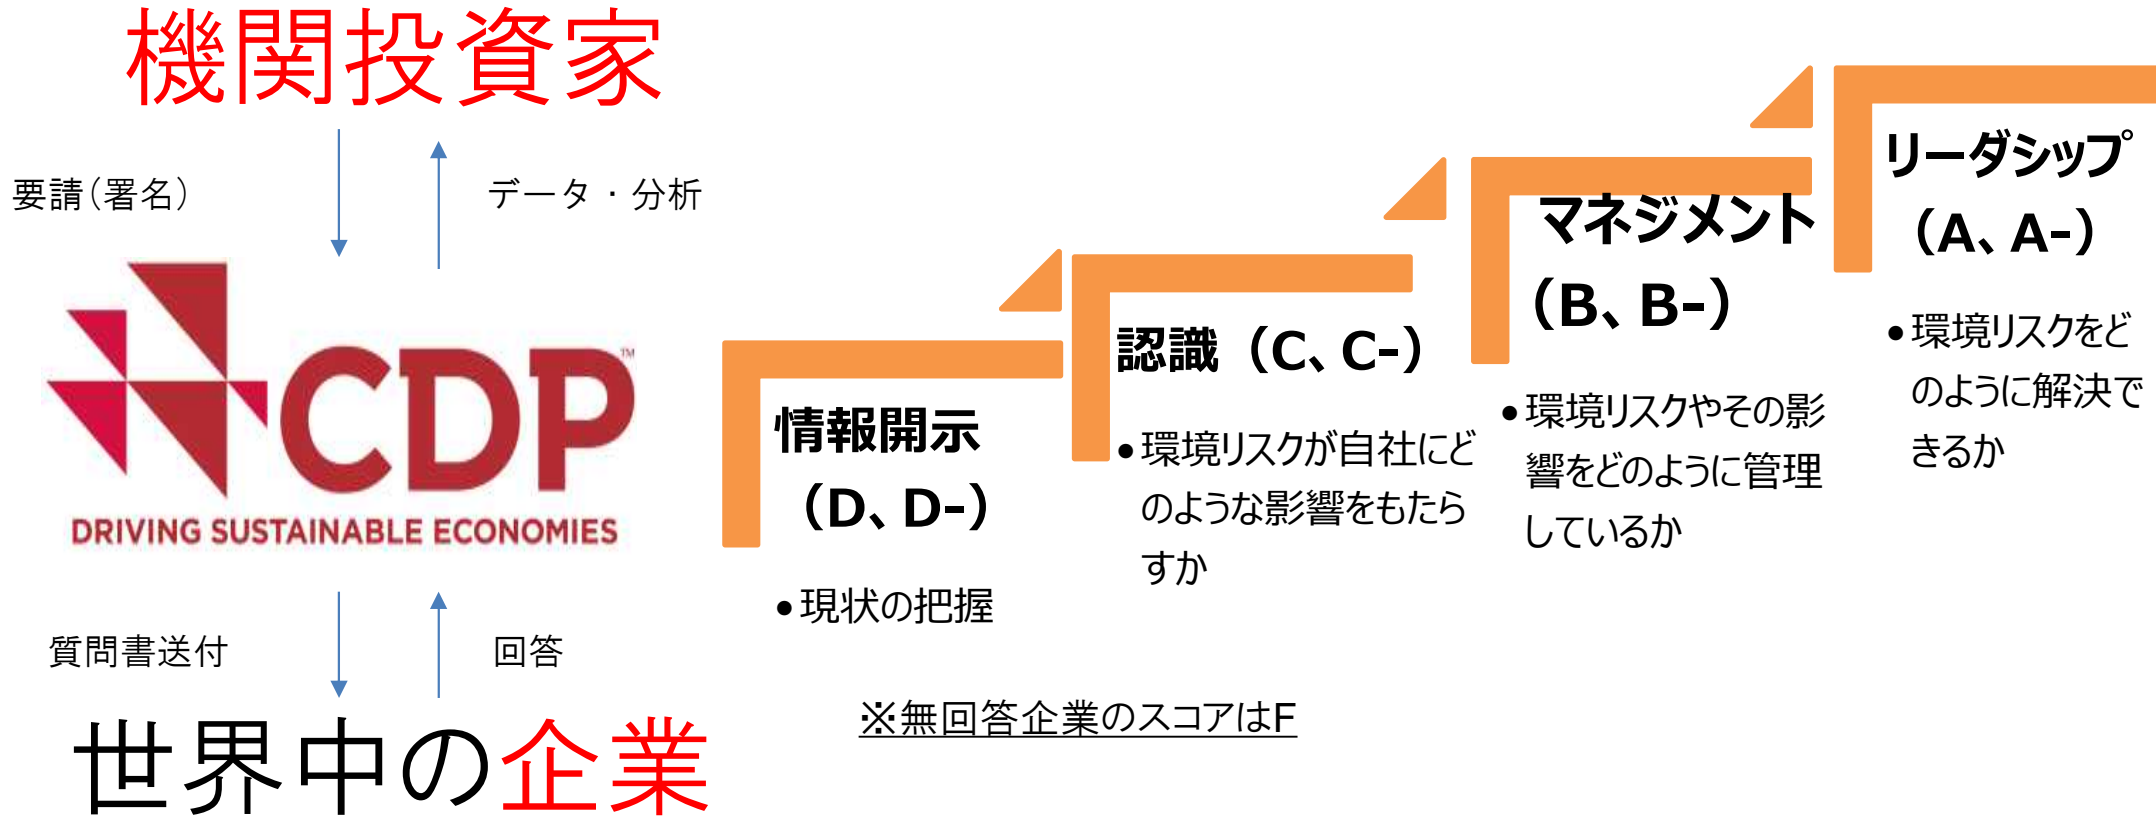 機関投資家
要請(署名)
データ・分析
CDP™
DRIVING SUSTAINABLE ECONOMIES
質問書送付
回答
世界中の企業
情報開示
（D、D-）
•現状の把握
認識（C、C-）
•環境リスクが自社にど
のような影響をもたら
すか
マネジメント
（B、B-）
•環境リスクやその影
響をどのように管理
しているか
リーダシップ
（A、A-）
•環境リスクをど
のように解決で
きるか
※無回答企業のスコアはF